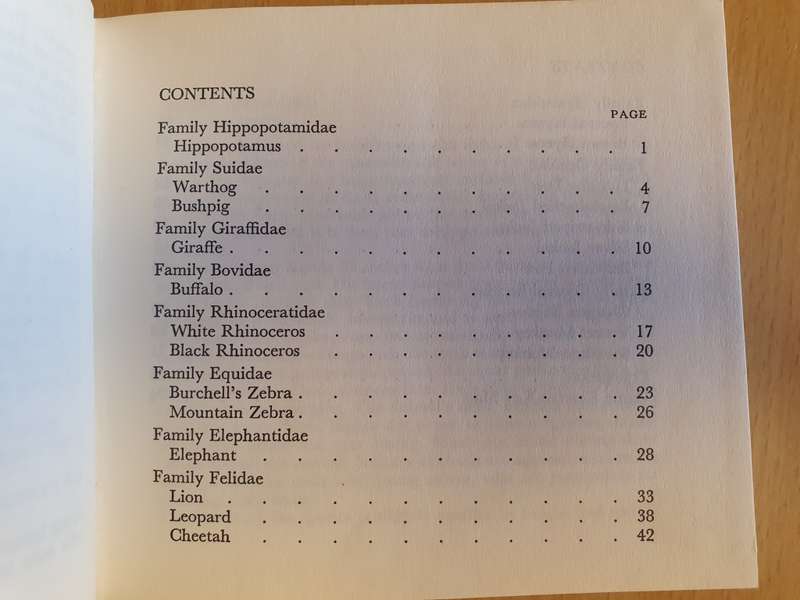 CONTENTS
PAGE
Family Hippopotamidae
Hippopotamus . . . . . . . . . . 1
Family Suidae
Warthog . . . . . . . . . . . 4
Bushpig . . . . . . . . . . . 7
Family Giraffidae
Giraffe . . . . . . . . . . . . 10
Family Bovidae
Buffalo . . . . . . . . . . . . 13
Family Rhinoceratidae
White Rhinoceros . . . . . . . . . 17
Black Rhinoceros . . . . . . . . . 20
Family Equidae
Burchell's Zebra . . . . . . . . . . 23
Mountain Zebra . . . . . . . . . . 26
Family Elephantidae
Elephant . . . . . . . . . . . 28
Family Felidae
Lion . . . . . . . . . . . . 33
Leopard . . . . . . . . . . . 38
Cheetah . . . . . . . . . . . 42